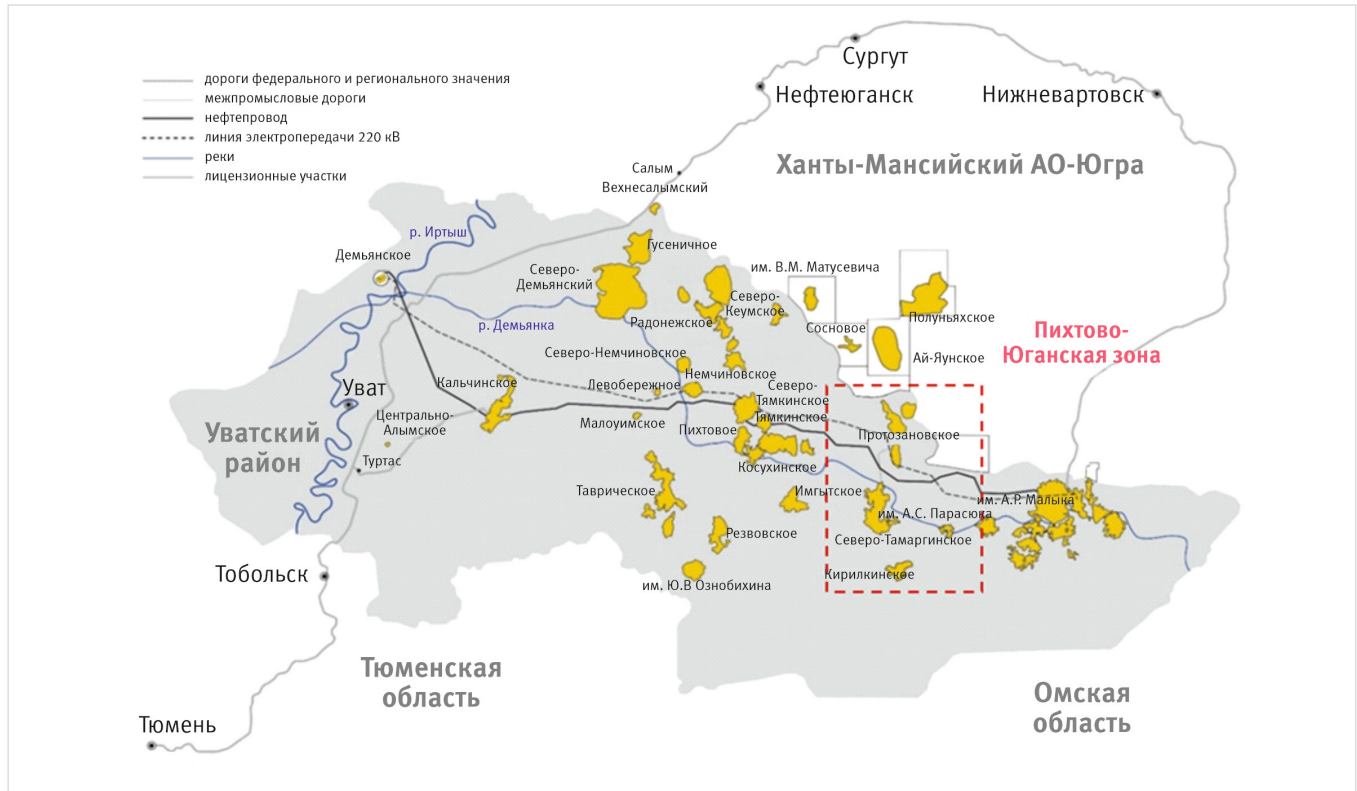 Сургут
Нефтеюганск
Нижневартовск
дороги федерального и регионального значения
межпромысловые дороги
нефтепровод
линия электропередачи 220 кВ
реки
лицензионные участки
Ханты-Мансийский АО-Югра
Салым
Вехнесалымский
р. Иртыш
Демьянское
Гусеничное
Северо-
Демьянский
им. В.М. Матусевича
Северо-
Кеумское
р. Демьянка
Радонежское
Сосновое
Полуньяхское
Пихтово-
Юганская зона
Ай-Яунское
Северо-Немчиновское
Немчиновское
Кальчинское
Левобережное
Северо-
Тямкинское
Тямкинское
Уват
Центрально-
Алымское
Малоуимское
Пихтовое
Протозановское
Уватский
район
Туртас
Косухинское
Таврическое
Имгытское
им. А.Р. Малыка
им. А.С. Парасюка
Резвовское
Северо-Тамаргинское
Тобольск
им. Ю.В Ознобихина
Кирилкинское
Тюменская
область
Омская
область
Тюмень